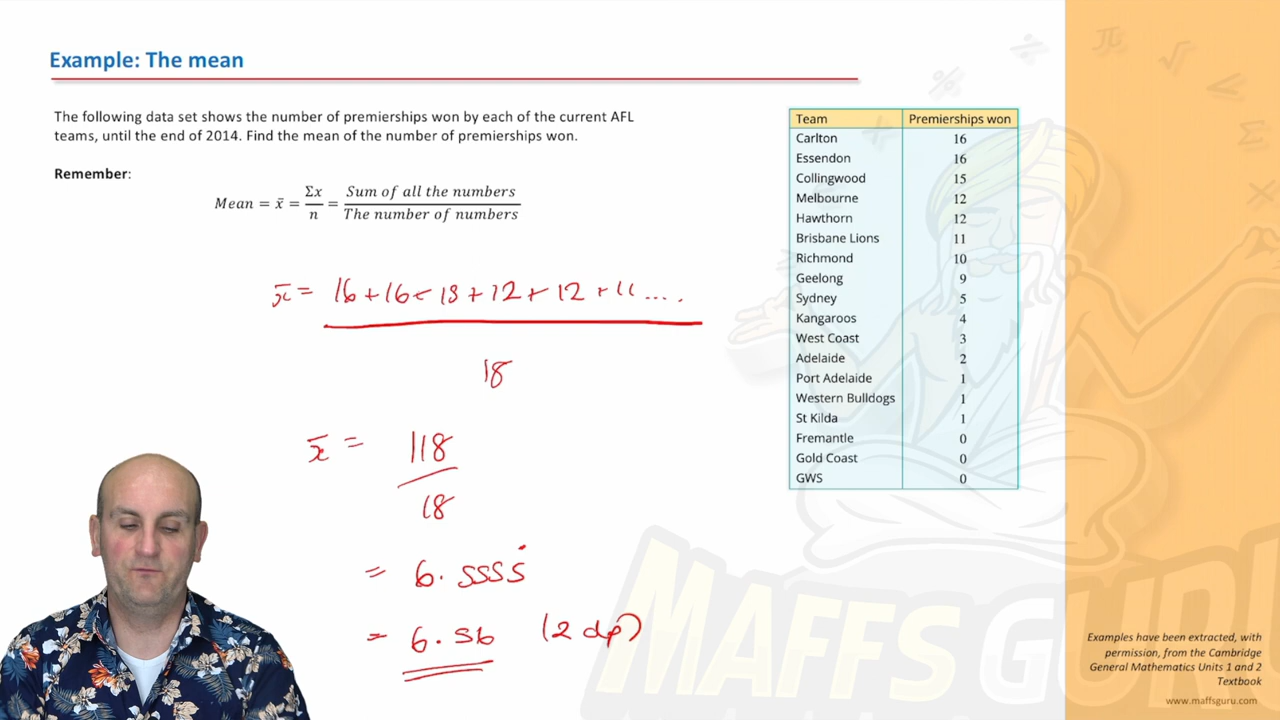 Example: The mean
The following data set shows the number of premierships won by each of the current AFL
teams, until the end of 2014. Find the mean of the number of premierships won.
Remember:
Mean = x̄ = Σx/n = Sum of all the numbers/The number of numbers
x̄ = 16 + 16 + 15 + 12 + 12 + 11 ....
18
x̄ = 118
18
= 6.5555̇
= 6.56 (2 dp)
Team Premierships won
Carlton 16
Essendon 16
Collingwood 15
Melbourne 12
Hawthorn 12
Brisbane Lions 11
Richmond 10
Geelong 9
Sydney 5
Kangaroos 4
West Coast 3
Adelaide 2
Port Adelaide 1
Western Bulldogs 1
St Kilda 1
Fremantle 0
Gold Coast 0
GWS 0
MAFFS GURU
Examples have been extracted, with
permission, from the Cambridge
General Mathematics Units 1 and 2
Textbook
www.maffsguru.com